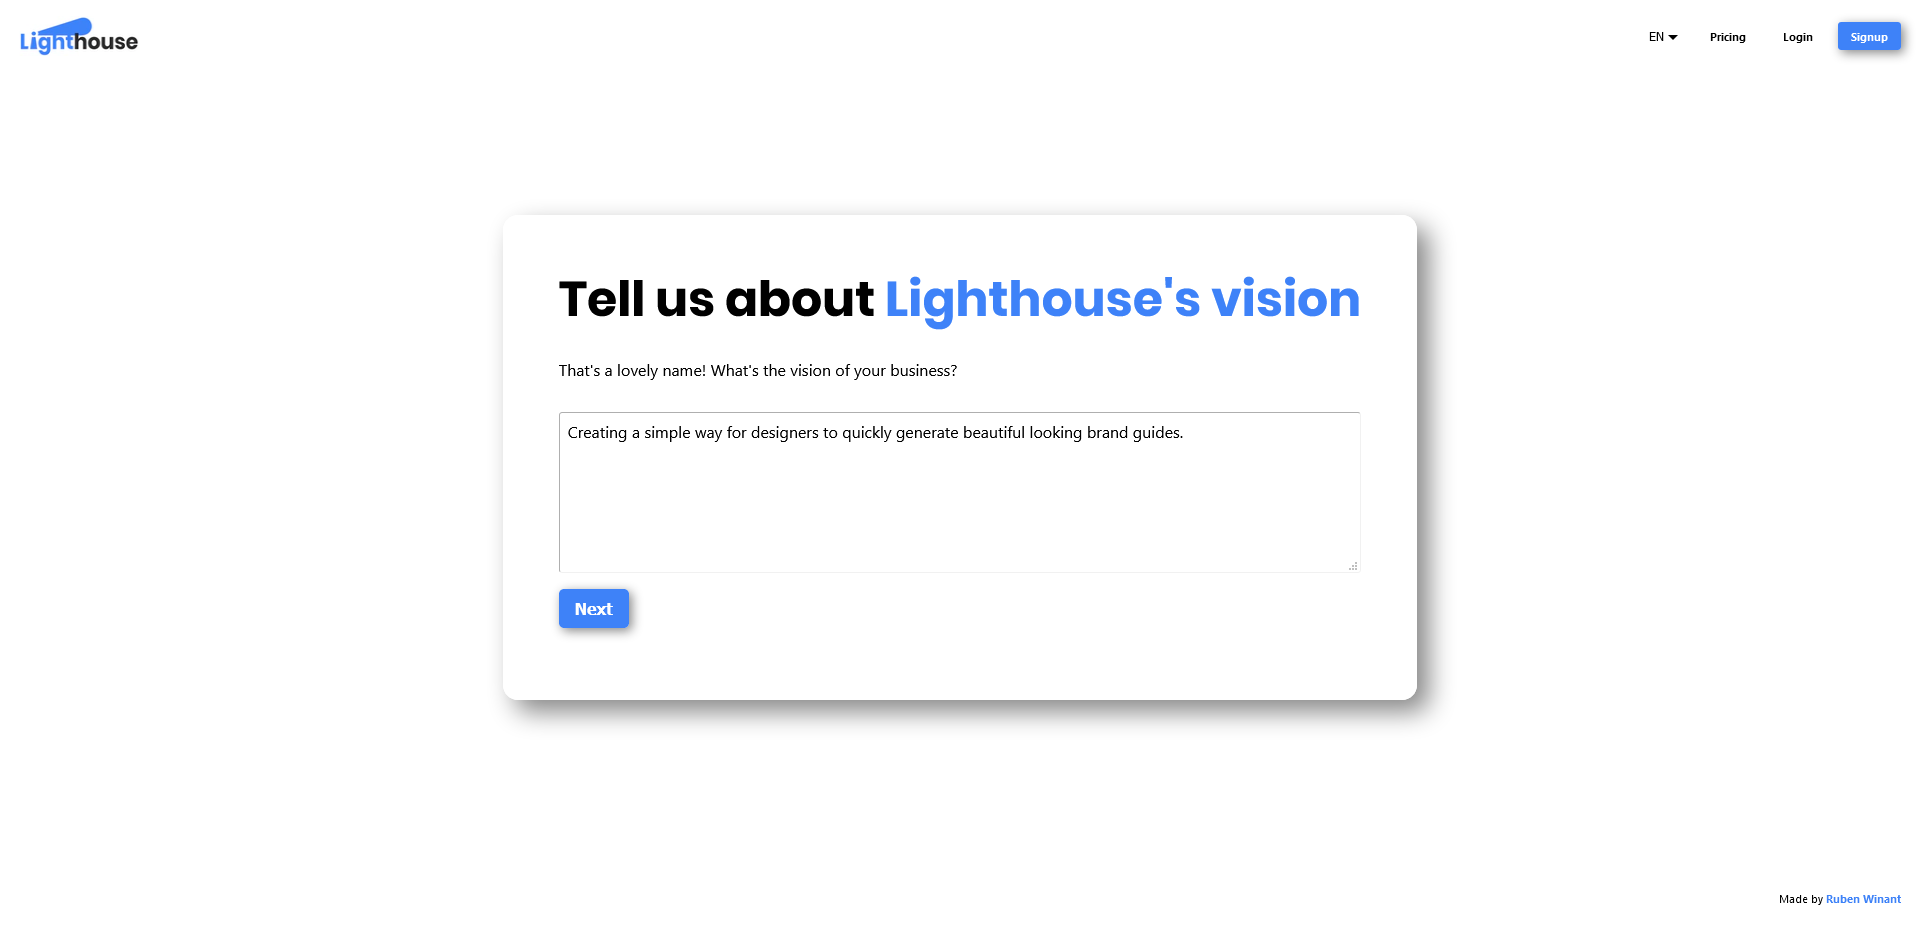 Lighthouse
EN
Pricing
Login
Signup
Tell us about Lighthouse's vision
That's a lovely name! What's the vision of your business?
Creating a simple way for designers to quickly generate beautiful looking brand guides.
Next
Made by Ruben Winant